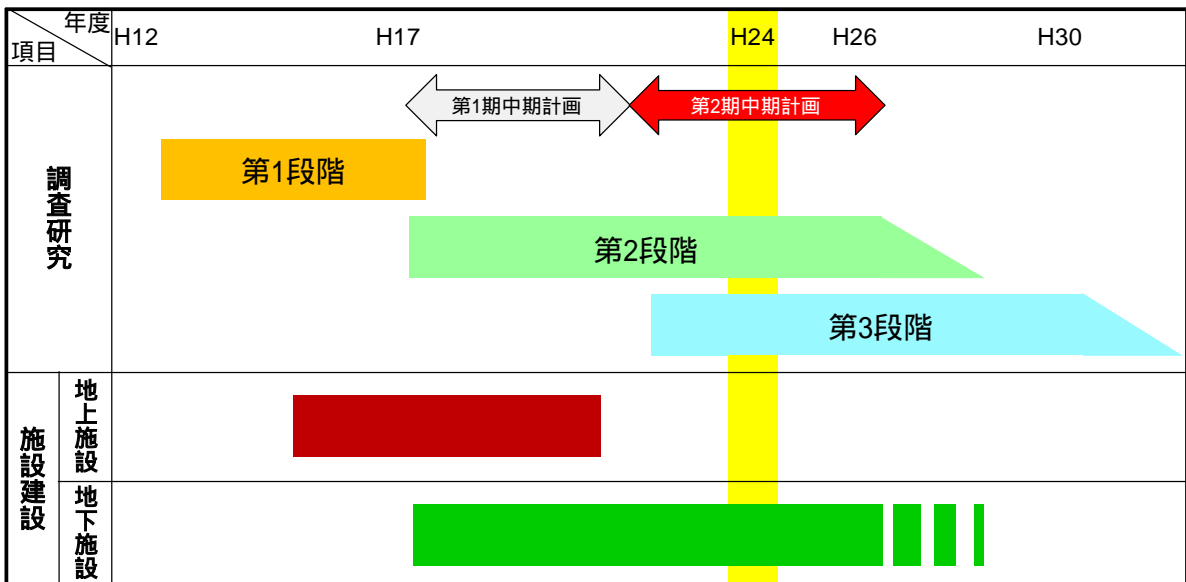 年度
項目
H12
H17
H24
H26
H30
第1期中期計画
第2期中期計画
調査研究
第1段階
第2段階
第3段階
施設建設
地上施設
地下施設